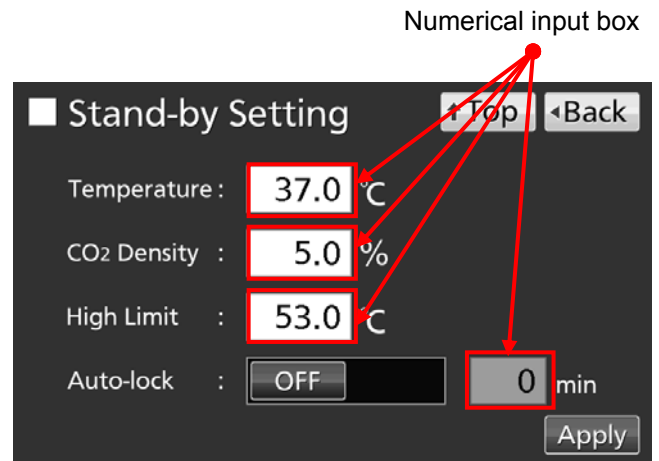 Numerical input box
Stand-by Setting ↑Top ◂Back
Temperature : 37.0 ℃
CO2 Density : 5.0 %
High Limit : 53.0 ℃
Auto-lock : OFF 0 min
Apply